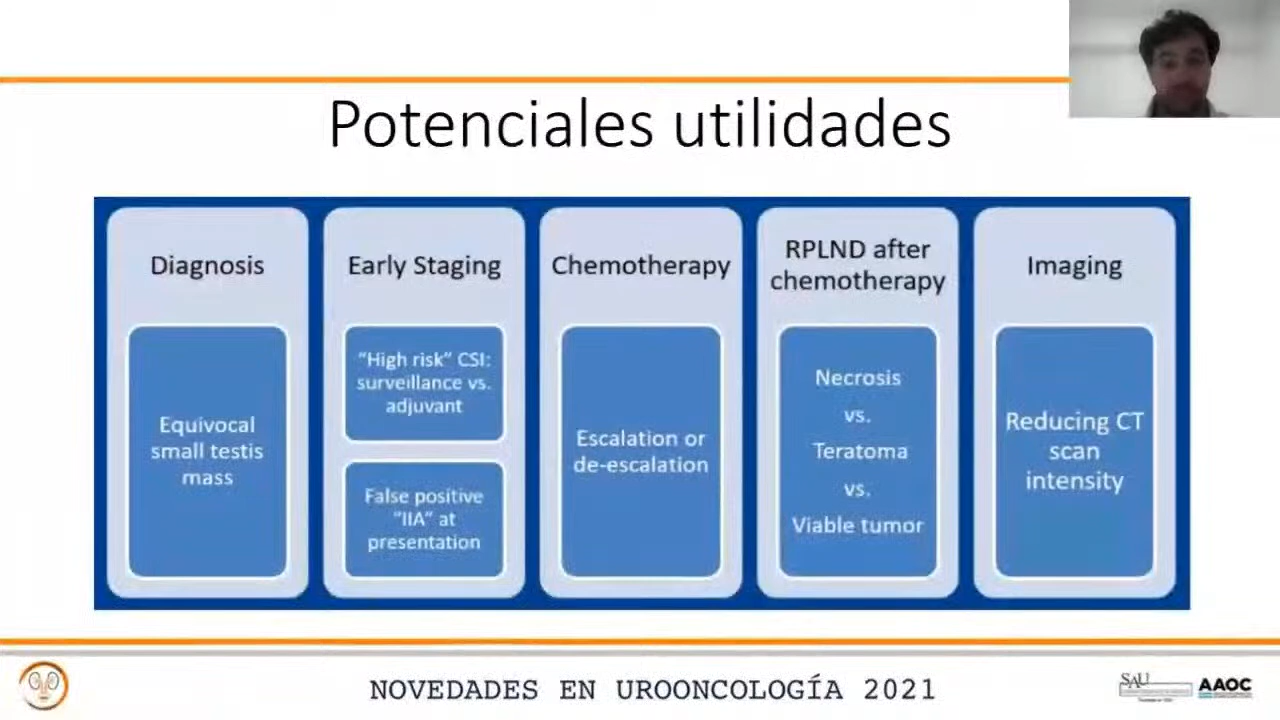 Potenciales utilidades
Diagnosis
Equivocal
small testis
mass
Early Staging
“High risk” CSI:
surveillance vs.
adjuvant
False positive
“IIA” at
presentation
Chemotherapy
Escalation or
de-escalation
RPLND after
chemotherapy
Necrosis
vs.
Teratoma
vs.
Viable tumor
Imaging
Reducing CT
scan
intensity
NOVEDADES EN UROONCOLOGÍA 2021
SAU
AAOC